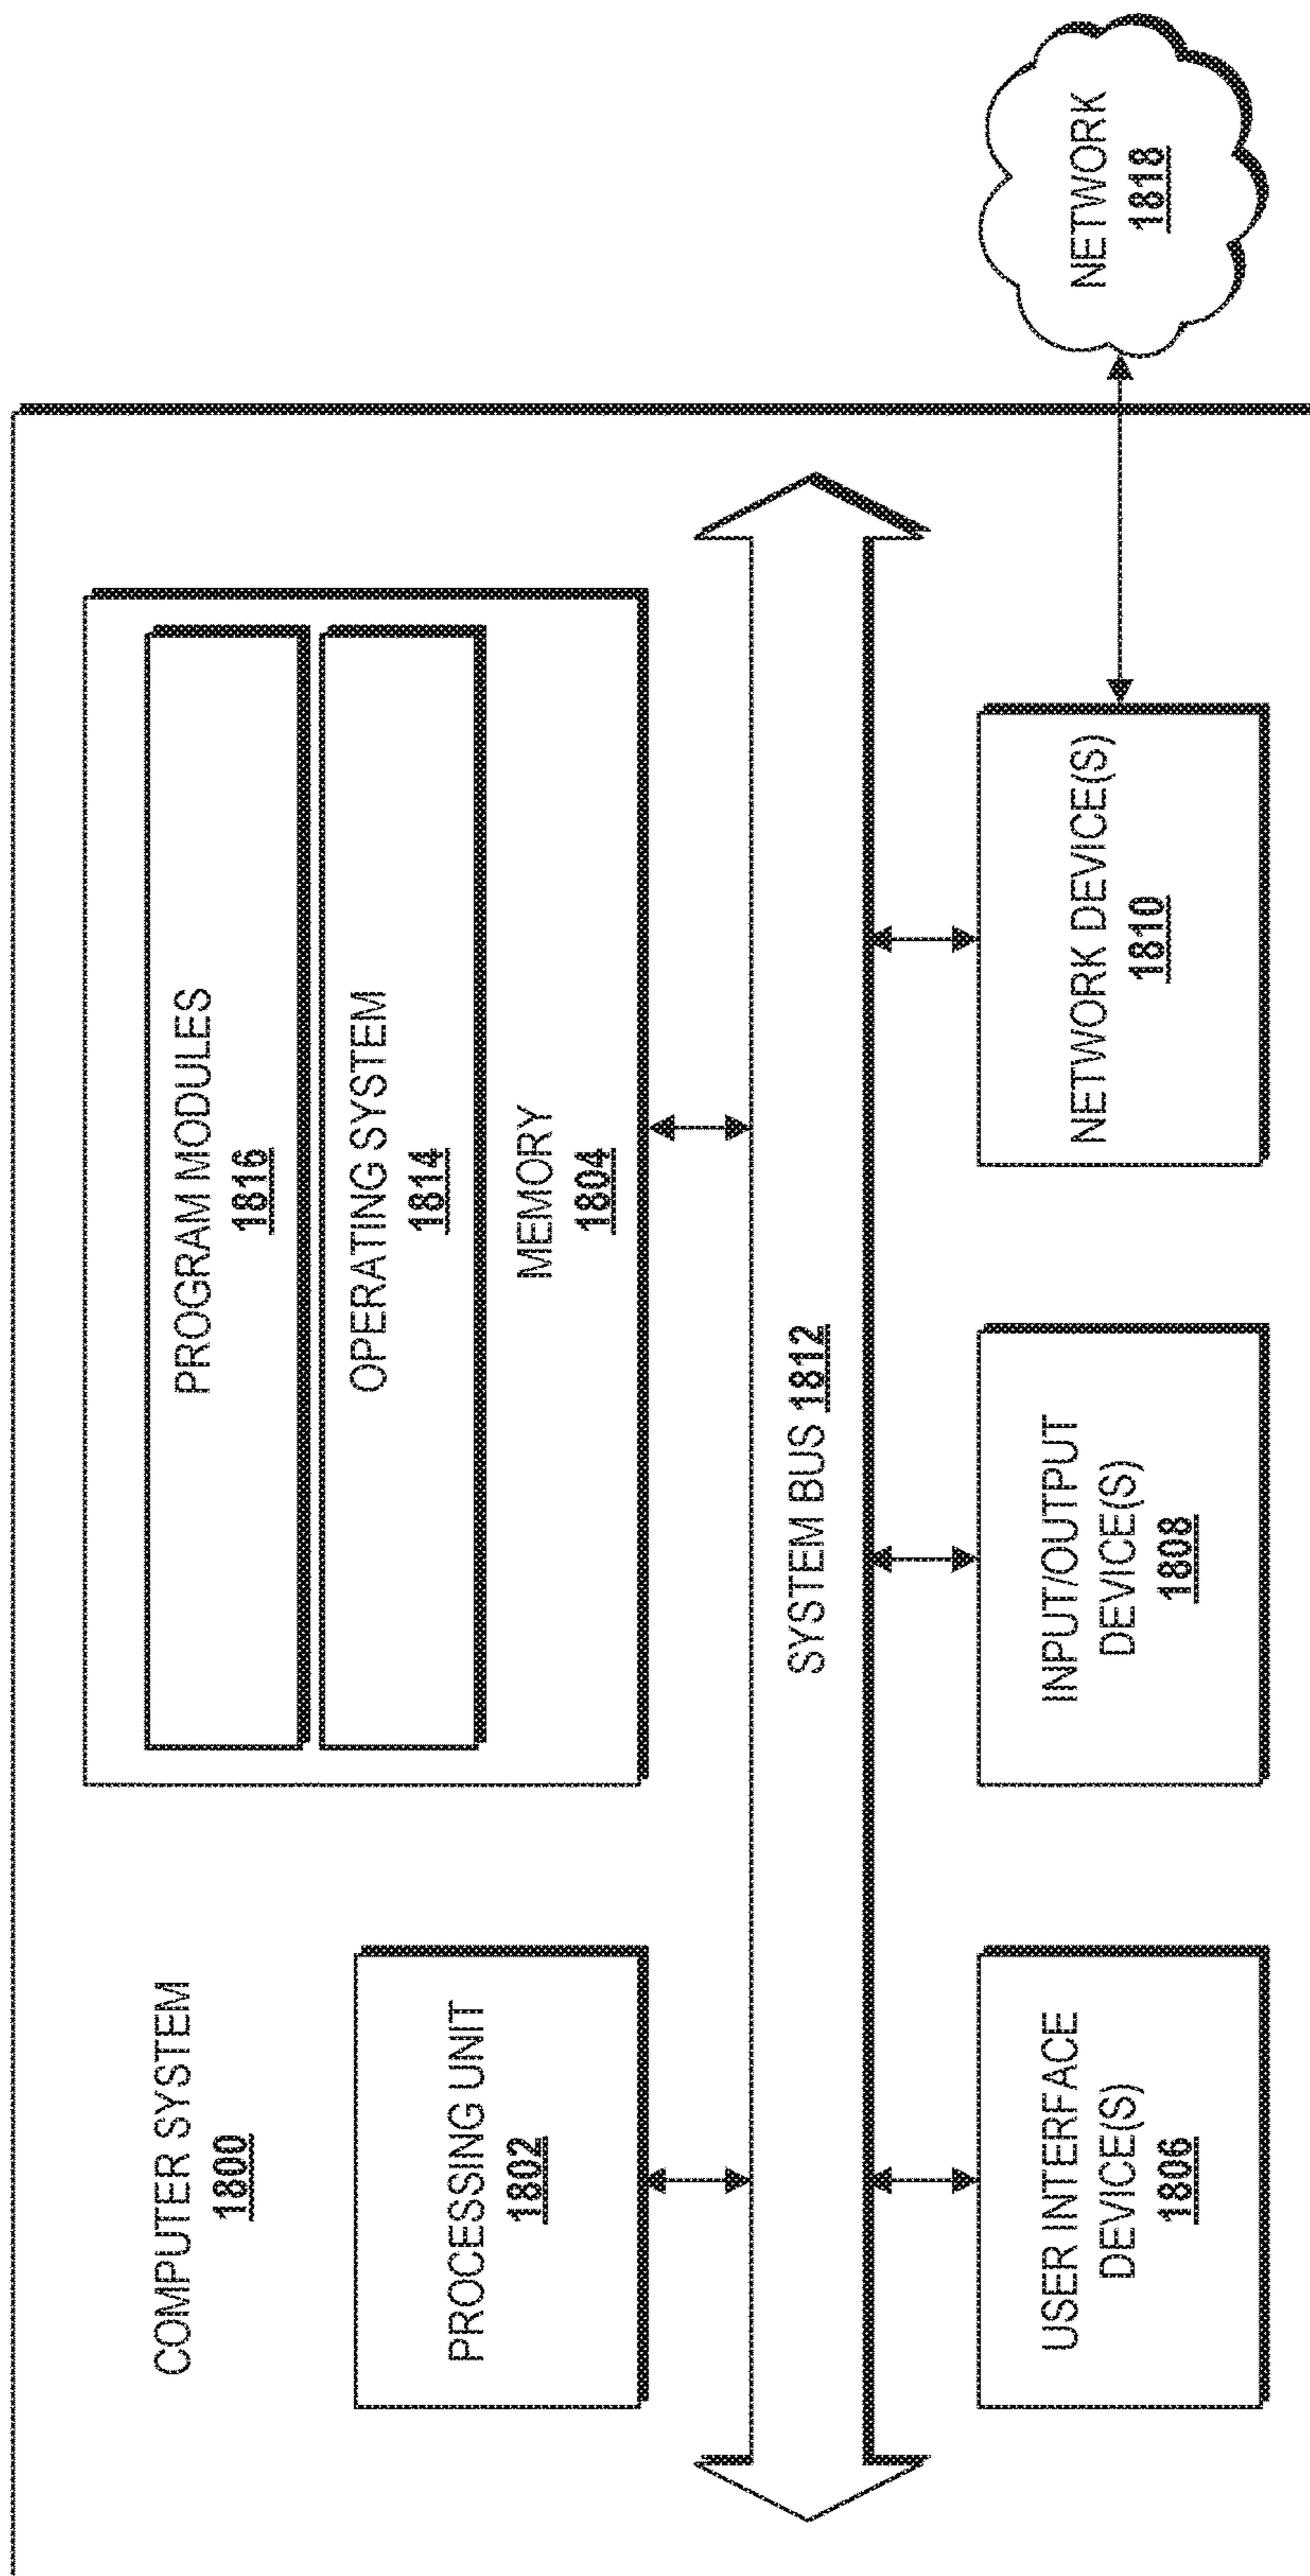 COMPUTER SYSTEM
1800
PROGRAM MODULES
1816
OPERATING SYSTEM
1814
MEMORY
1804
PROCESSING UNIT
1802
SYSTEM BUS 1812
USER INTERFACE
DEVICE(S)
1806
INPUT/OUTPUT
DEVICE(S)
1808
NETWORK DEVICE(S)
1810
NETWORK
1818